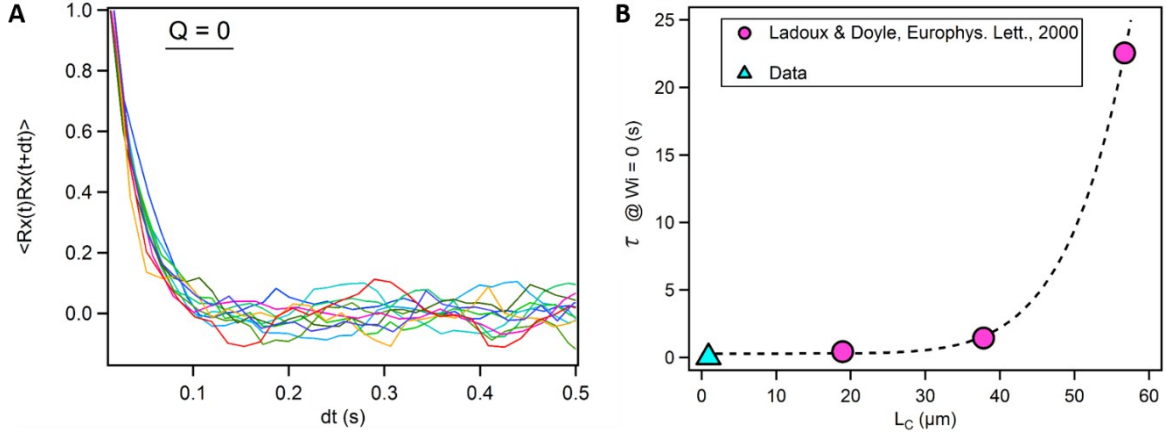 A
Q = 0
<Rx(t)Rx(t+dt)>
1.0
0.8
0.6
0.4
0.2
0.0
0.1
0.2
0.3
0.4
0.5
dt (s)
B
Ladoux & Doyle, Europhys. Lett., 2000
Data
τ @ Wi = 0 (s)
25
20
15
10
5
0
0
10
20
30
40
50
60
L_C (µm)